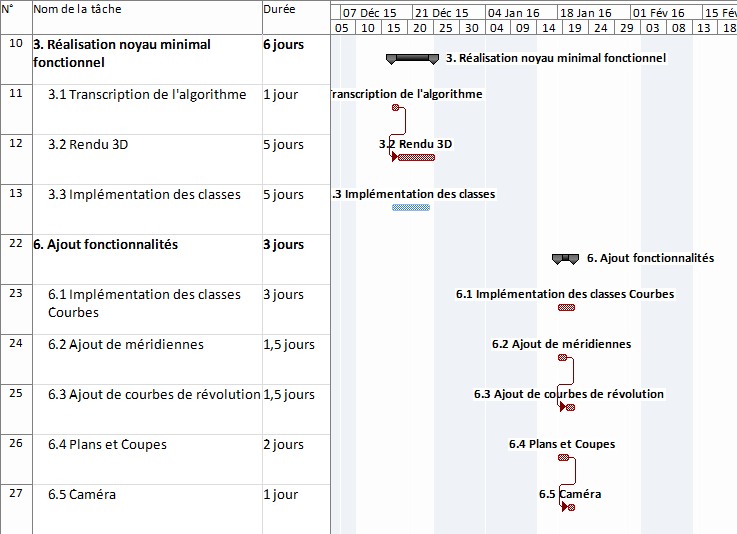 N° Nom de la tâche Durée
07 Déc 15 21 Déc 15 04 Jan 16 18 Jan 16 01 Fév 16 15 Fé
05 10 15 20 25 30 04 09 14 19 24 29 03 08 13 18
10 3. Réalisation noyau minimal fonctionnel 6 jours
3. Réalisation noyau minimal fonctionnel
11 3.1 Transcription de l'algorithme 1 jour
Transcription de l'algorithme
12 3.2 Rendu 3D 5 jours
3.2 Rendu 3D
13 3.3 Implémentation des classes 5 jours
.3 Implémentation des classes
22 6. Ajout fonctionnalités 3 jours
6. Ajout fonctionnalités
23 6.1 Implémentation des classes Courbes 3 jours
6.1 Implémentation des classes Courbes
24 6.2 Ajout de méridiennes 1,5 jours
6.2 Ajout de méridiennes
25 6.3 Ajout de courbes de révolution 1,5 jours
6.3 Ajout de courbes de révolution
26 6.4 Plans et Coupes 2 jours
6.4 Plans et Coupes
27 6.5 Caméra 1 jour
6.5 Caméra